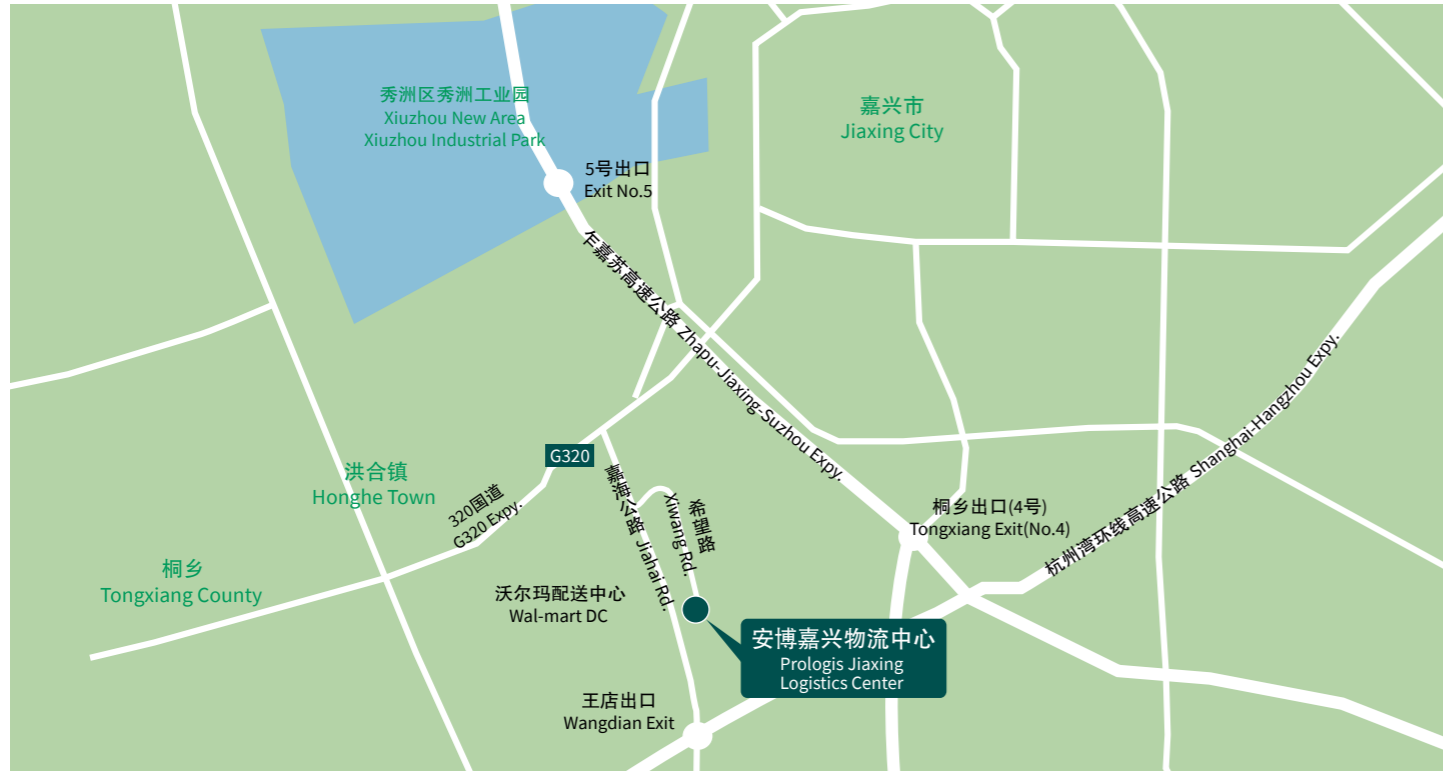 秀洲区秀洲工业园
Xiuzhou New Area
Xiuzhou Industrial Park
嘉兴市
Jiaxing City
5号出口
Exit No.5
乍嘉苏高速公路 Zhapu-Jiaxing-Suzhou Expy.
杭州湾环线高速公路 Shanghai-Hangzhou Expy.
G320
320国道
G320 Expy.
洪合镇
Honghe Town
嘉海公路 Jiahai Rd.
希望路
Xiwang Rd.
桐乡出口(4号)
Tongxiang Exit(No.4)
桐乡
Tongxiang County
沃尔玛配送中心
Wal-mart DC
安博嘉兴物流中心
Prologis Jiaxing
Logistics Center
王店出口
Wangdian Exit